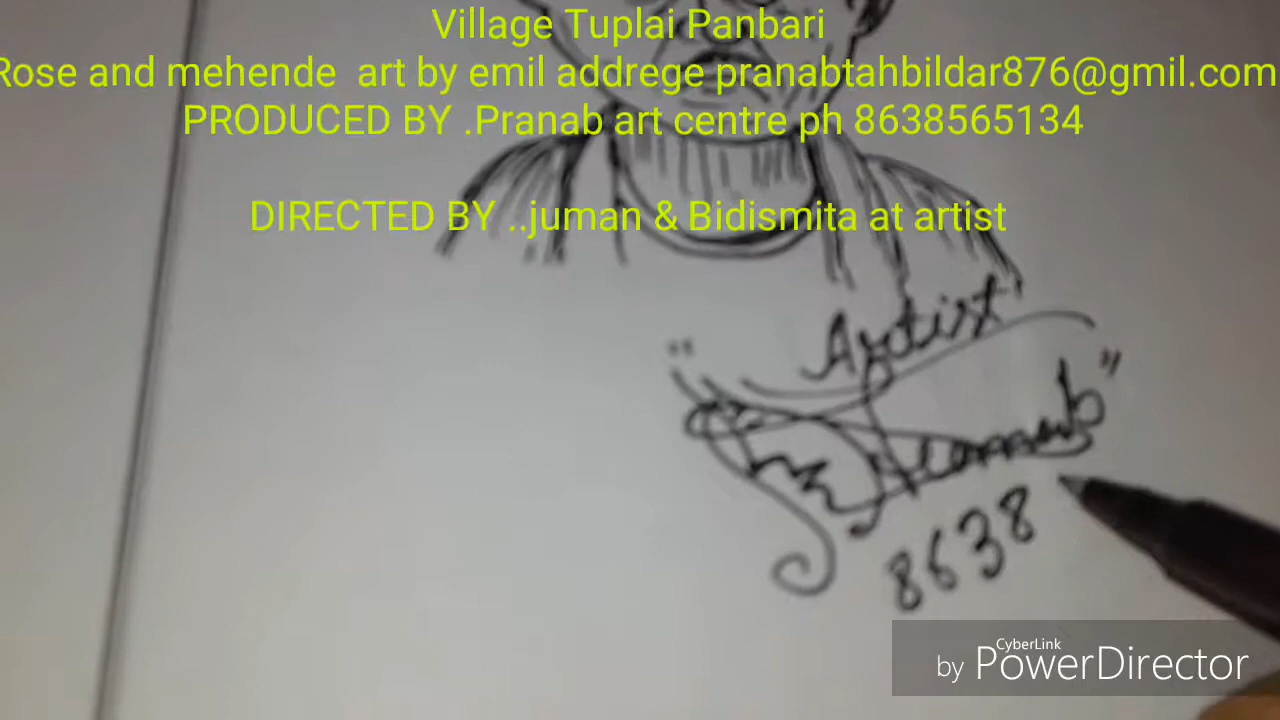 Village Tuplai Panbari
Rose and mehende art by emil addrege pranabtahbildar876@gmil.com
PRODUCED BY .Pranab art centre ph 8638565134
DIRECTED BY ..juman & Bidismita at artist
"Artist'
Pranab"
8638
CyberLink
by PowerDirector